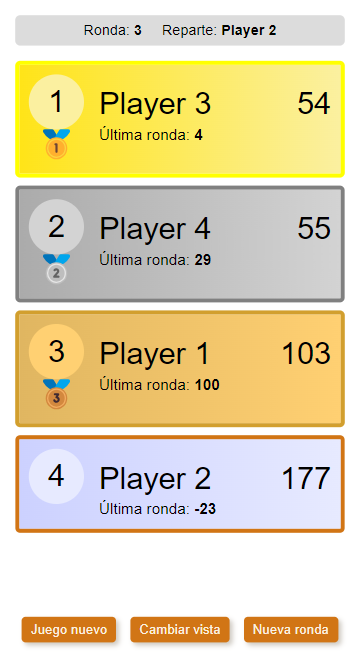 Ronda: 3 Reparte: Player 2
1 Player 3 54
Última ronda: 4
1
2 Player 4 55
Última ronda: 29
2
3 Player 1 103
Última ronda: 100
3
4 Player 2 177
Última ronda: -23
Juego nuevo Cambiar vista Nueva ronda